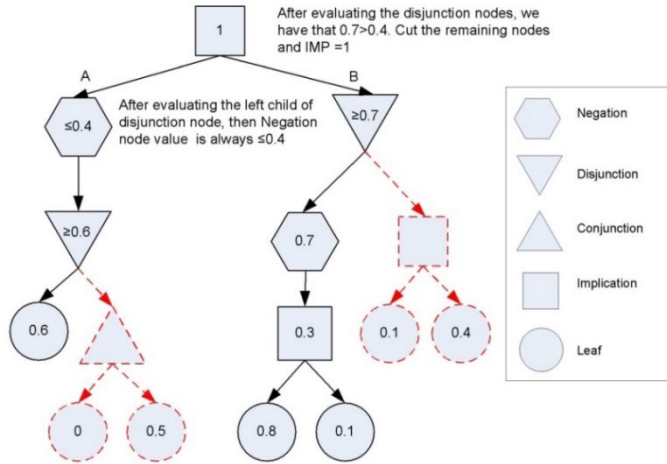 After evaluating the disjunction nodes, we
have that 0.7>0.4. Cut the remaining nodes
and IMP =1
1
A
B
After evaluating the left child of
disjunction node, then Negation
node value is always ≤0.4
≤0.4
≥0.7
≥0.6
0.7
0.6
0.3
0.1
0.4
0
0.5
0.8
0.1
Negation
Disjunction
Conjunction
Implication
Leaf